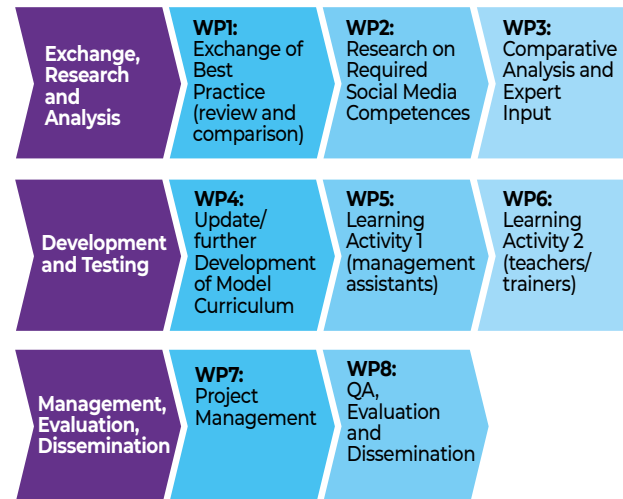 Exchange,
Research
and
Analysis
WP1:
Exchange of
Best
Practice
(review and
comparison)
WP2:
Research on
Required
Social Media
Competences
WP3:
Comparative
Analysis and
Expert
Input
Development
and Testing
WP4:
Update/
further
Development
of Model
Curriculum
WP5:
Learning
Activity 1
(management
assistants)
WP6:
Learning
Activity 2
(teachers/
trainers)
Management,
Evaluation,
Dissemination
WP7:
Project
Management
WP8:
QA,
Evaluation
and
Dissemination